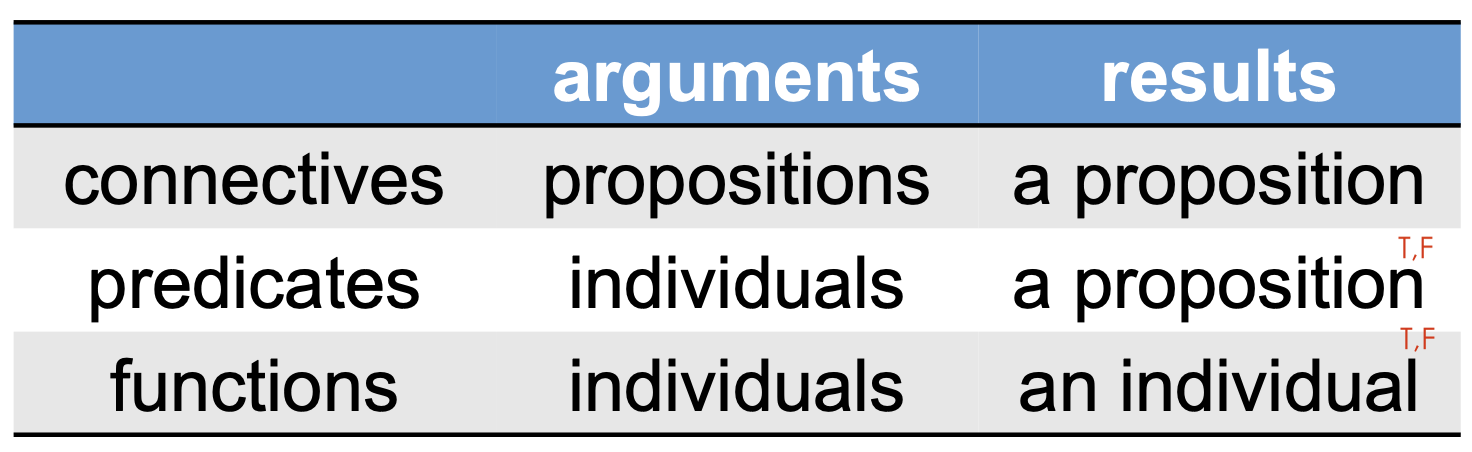 arguments results
connectives propositions a proposition
T,F
predicates individuals a proposition
T,F
functions individuals an individual